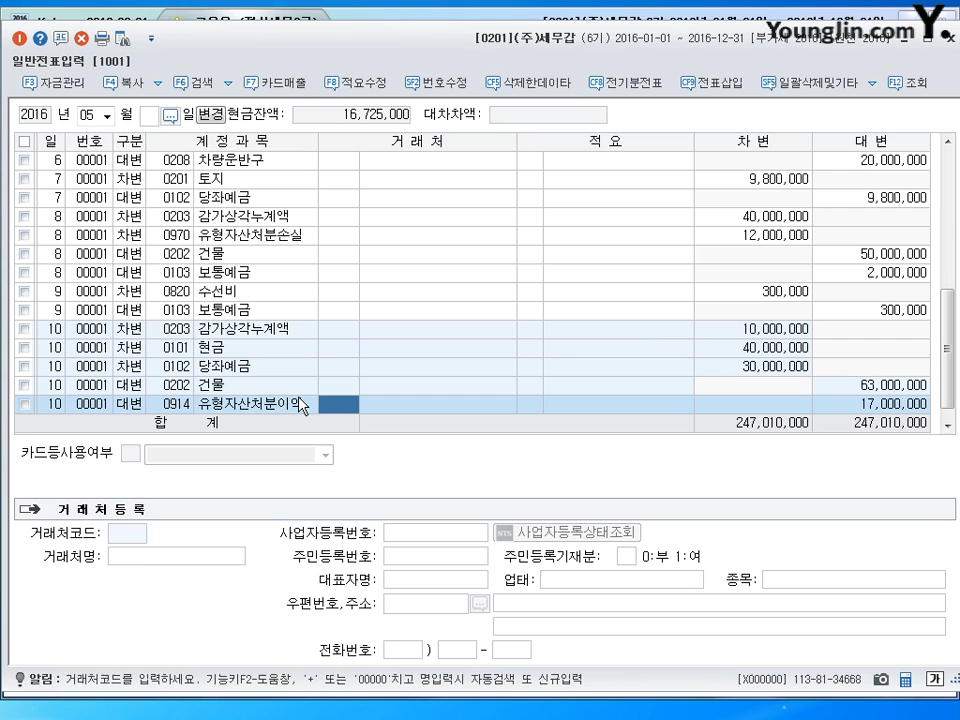 Younglin.com Y.
[0201](주)세무갑 (6기) 2016-01-01 ~ 2016-12-31
일반전표입력 [1001]
F3 자금관리 F4 복사 F6 검색 F7 카드매출 F8 적요수정 SF2 번호수정 CF5 삭제한데이타 CF8 전기분전표 CF9 전표삽입 SF5 일괄삭제및기타 F12 조회
2016 년 05 월 일 변경 현금잔액: 16,725,000 대차차액:
일 번호 구분 계 정 과 목 거 래 처 적 요 차 변 대 변
6 00001 대변 0208 차량운반구 20,000,000
7 00001 차변 0201 토지 9,800,000
7 00001 대변 0102 당좌예금 9,800,000
8 00001 차변 0203 감가상각누계액 40,000,000
8 00001 차변 0970 유형자산처분손실 12,000,000
8 00001 대변 0202 건물 50,000,000
8 00001 대변 0103 보통예금 2,000,000
9 00001 차변 0820 수선비 300,000
9 00001 대변 0103 보통예금 300,000
10 00001 차변 0203 감가상각누계액 10,000,000
10 00001 차변 0101 현금 40,000,000
10 00001 차변 0102 당좌예금 30,000,000
10 00001 대변 0202 건물 63,000,000
10 00001 대변 0914 유형자산처분이익 17,000,000
합 계 247,010,000 247,010,000
카드등사용여부
거 래 처 등 록
거래처코드: 사업자등록번호: 사업자등록상태조회
거래처명: 주민등록번호: 주민등록기재분: 0:부 1:여
대표자명: 업태: 종목:
우편번호,주소:
전화번호: ) -
알림 : 거래처코드를 입력하세요. 기능키F2-도움창, '+' 또는 '00000'치고 명입력시 자동검색 또 신규입력 [X000000] 113-81-34668 가